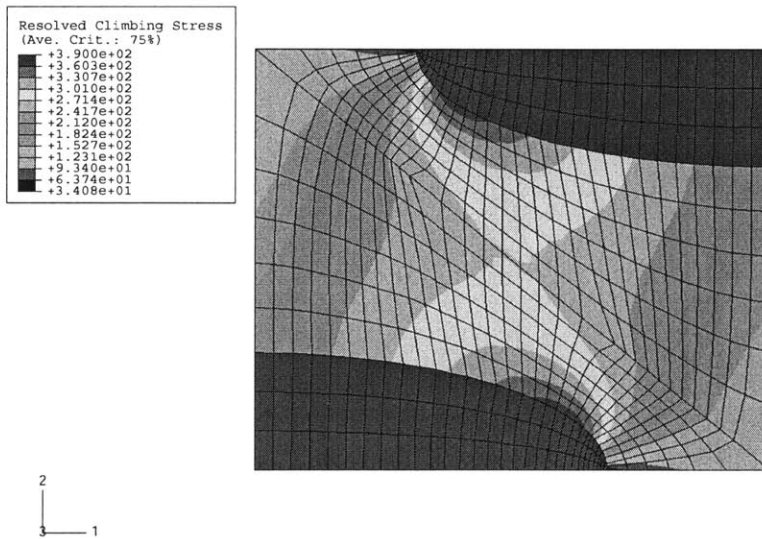 Resolved Climbing Stress
(Ave. Crit.: 75%)
+3.900e+02
+3.603e+02
+3.307e+02
+3.010e+02
+2.714e+02
+2.417e+02
+2.120e+02
+1.824e+02
+1.527e+02
+1.231e+02
+9.340e+01
+6.374e+01
+3.408e+01
2
3 1